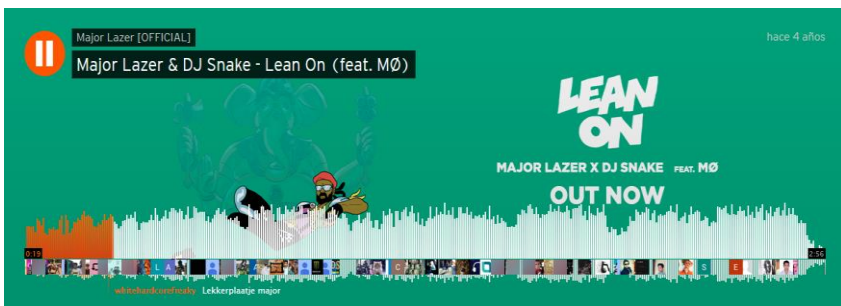 Major Lazer [OFFICIAL]
hace 4 años
Major Lazer & DJ Snake - Lean On (feat. MØ)
LEAN
ON
MAJOR LAZER X DJ SNAKE FEAT. MØ
OUT NOW
0:19
2:56
L A
C
S
E
whitehardcorefreaky Lekkerplaatje major